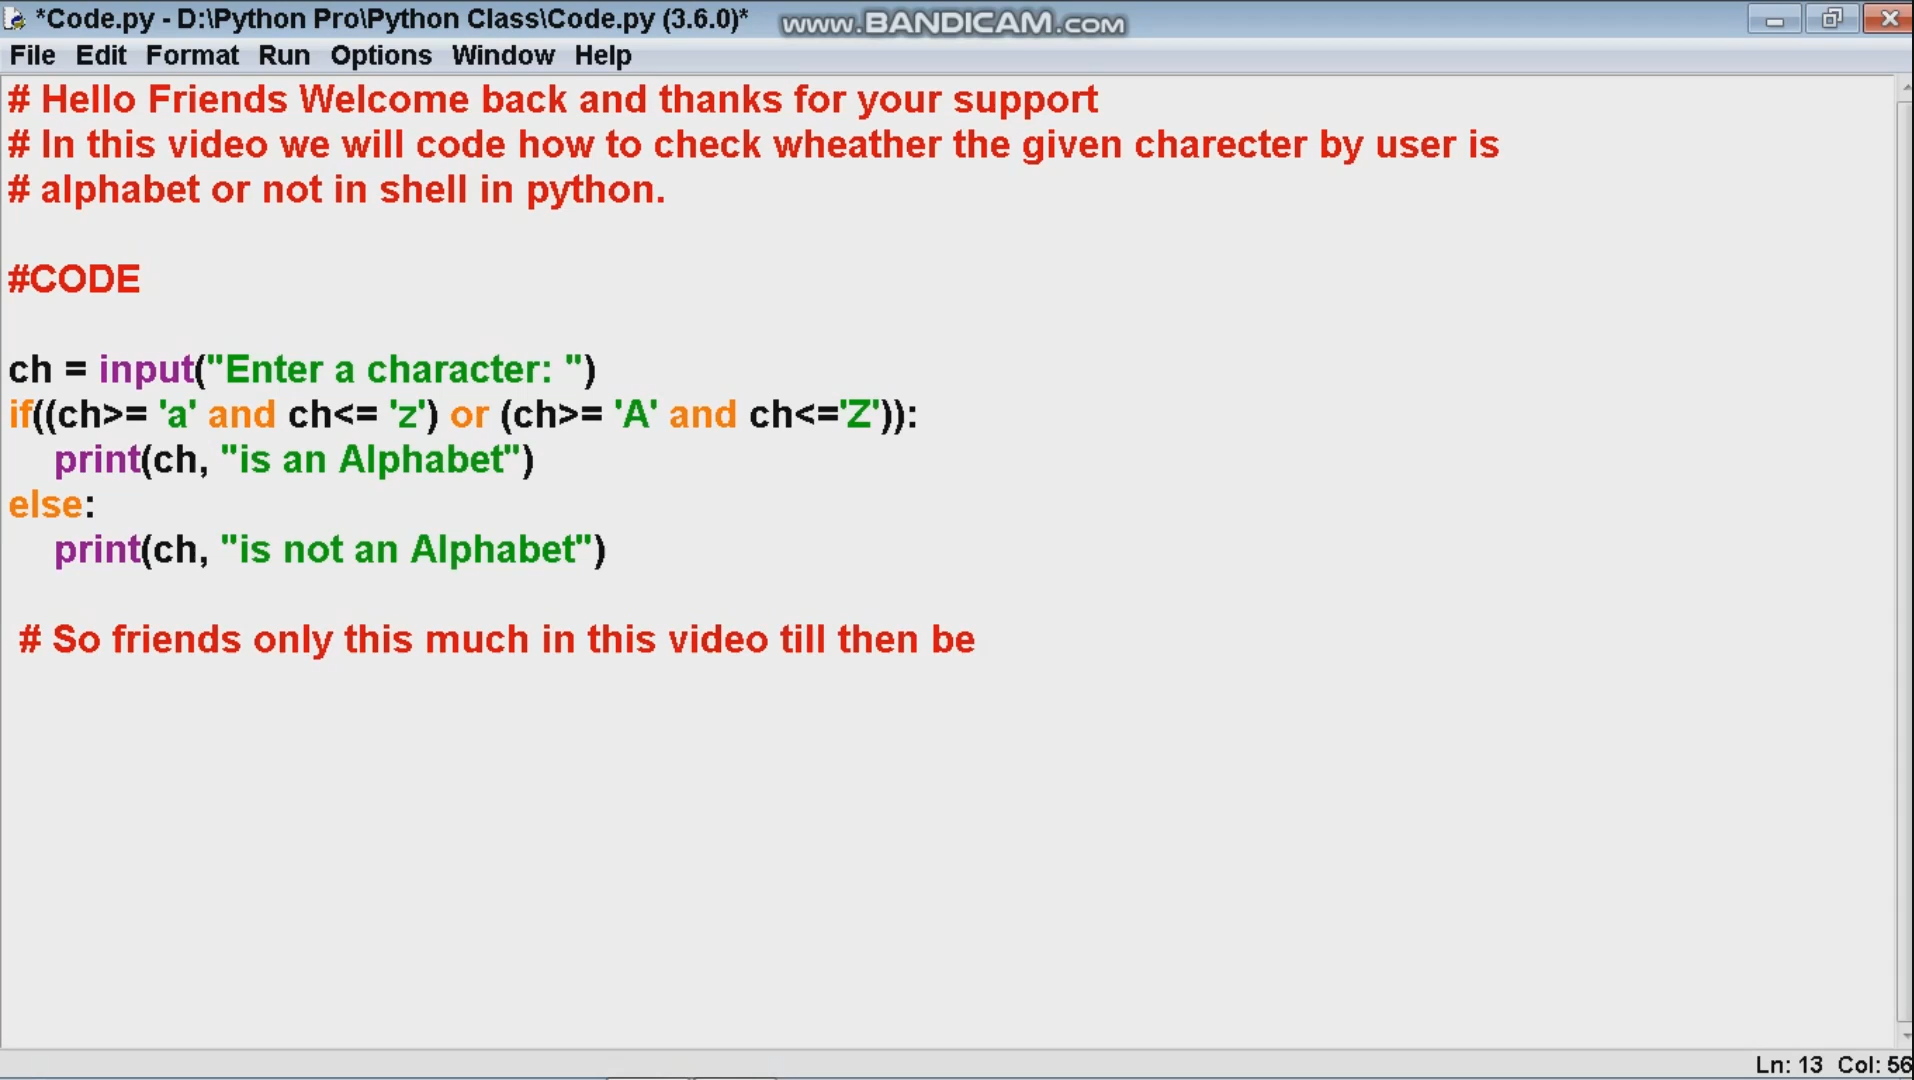 *Code.py - D:\Python Pro\Python Class\Code.py (3.6.0)*
www.BANDICAM.com
File Edit Format Run Options Window Help
# Hello Friends Welcome back and thanks for your support
# In this video we will code how to check wheather the given charecter by user is
# alphabet or not in shell in python.
#CODE
ch = input("Enter a character: ")
if((ch>= 'a' and ch<= 'z') or (ch>= 'A' and ch<='Z')):
    print(ch, "is an Alphabet")
else:
    print(ch, "is not an Alphabet")
 # So friends only this much in this video till then be
Ln: 13 Col: 56